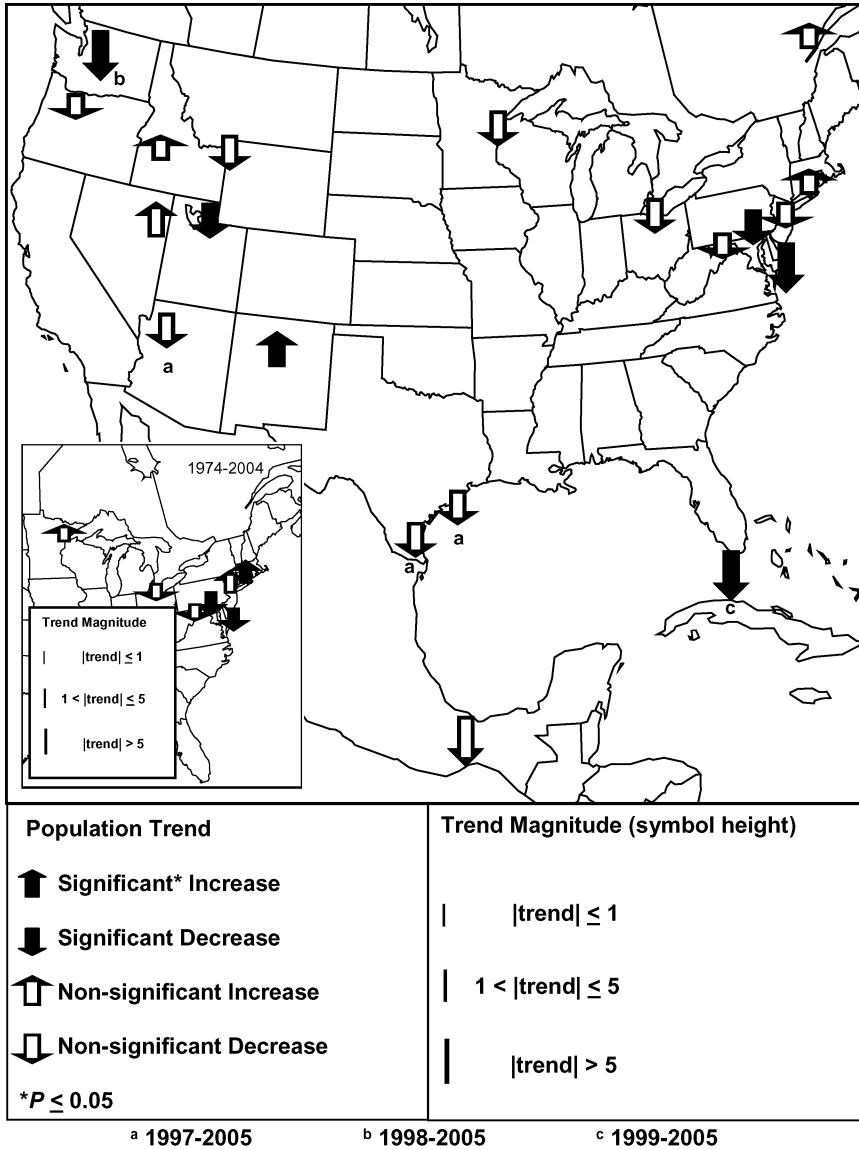 b
a
a
a
c
1974-2004
Trend Magnitude
|trend| ≤ 1
1 < |trend| ≤ 5
|trend| > 5
Population Trend
Significant* Increase
Significant Decrease
Non-significant Increase
Non-significant Decrease
*P ≤ 0.05
Trend Magnitude (symbol height)
|trend| ≤ 1
1 < |trend| ≤ 5
|trend| > 5
a 1997-2005 b 1998-2005 c 1999-2005